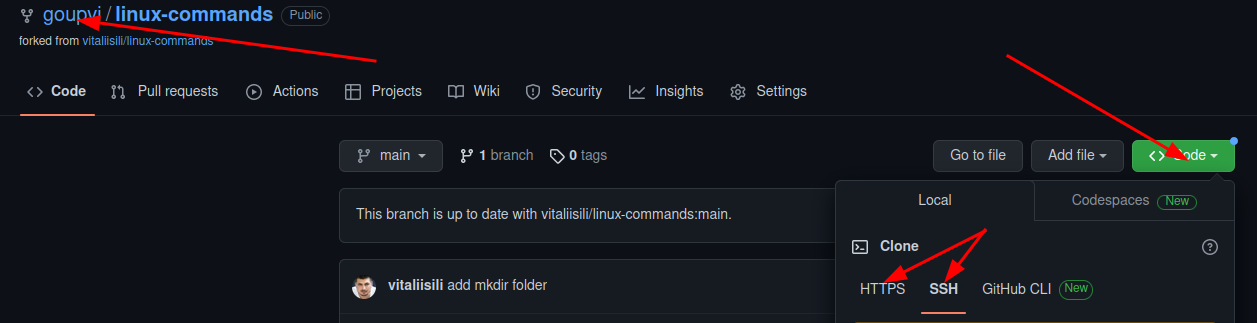 goupvi / linux-commands Public
forked from vitaliisili/linux-commands
Code Pull requests Actions Projects Wiki Security Insights Settings
main 1 branch 0 tags Go to file Add file Code
Local Codespaces New
This branch is up to date with vitaliisili/linux-commands:main.
Clone
vitaliisili add mkdir folder
HTTPS SSH GitHub CLI New